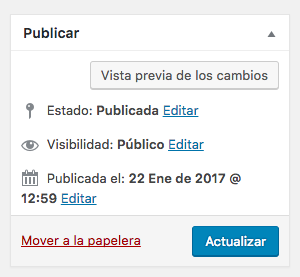 Publicar
Vista previa de los cambios
Estado: Publicada Editar
Visibilidad: Público Editar
Publicada el: 22 Ene de 2017 @
12:59 Editar
Mover a la papelera
Actualizar